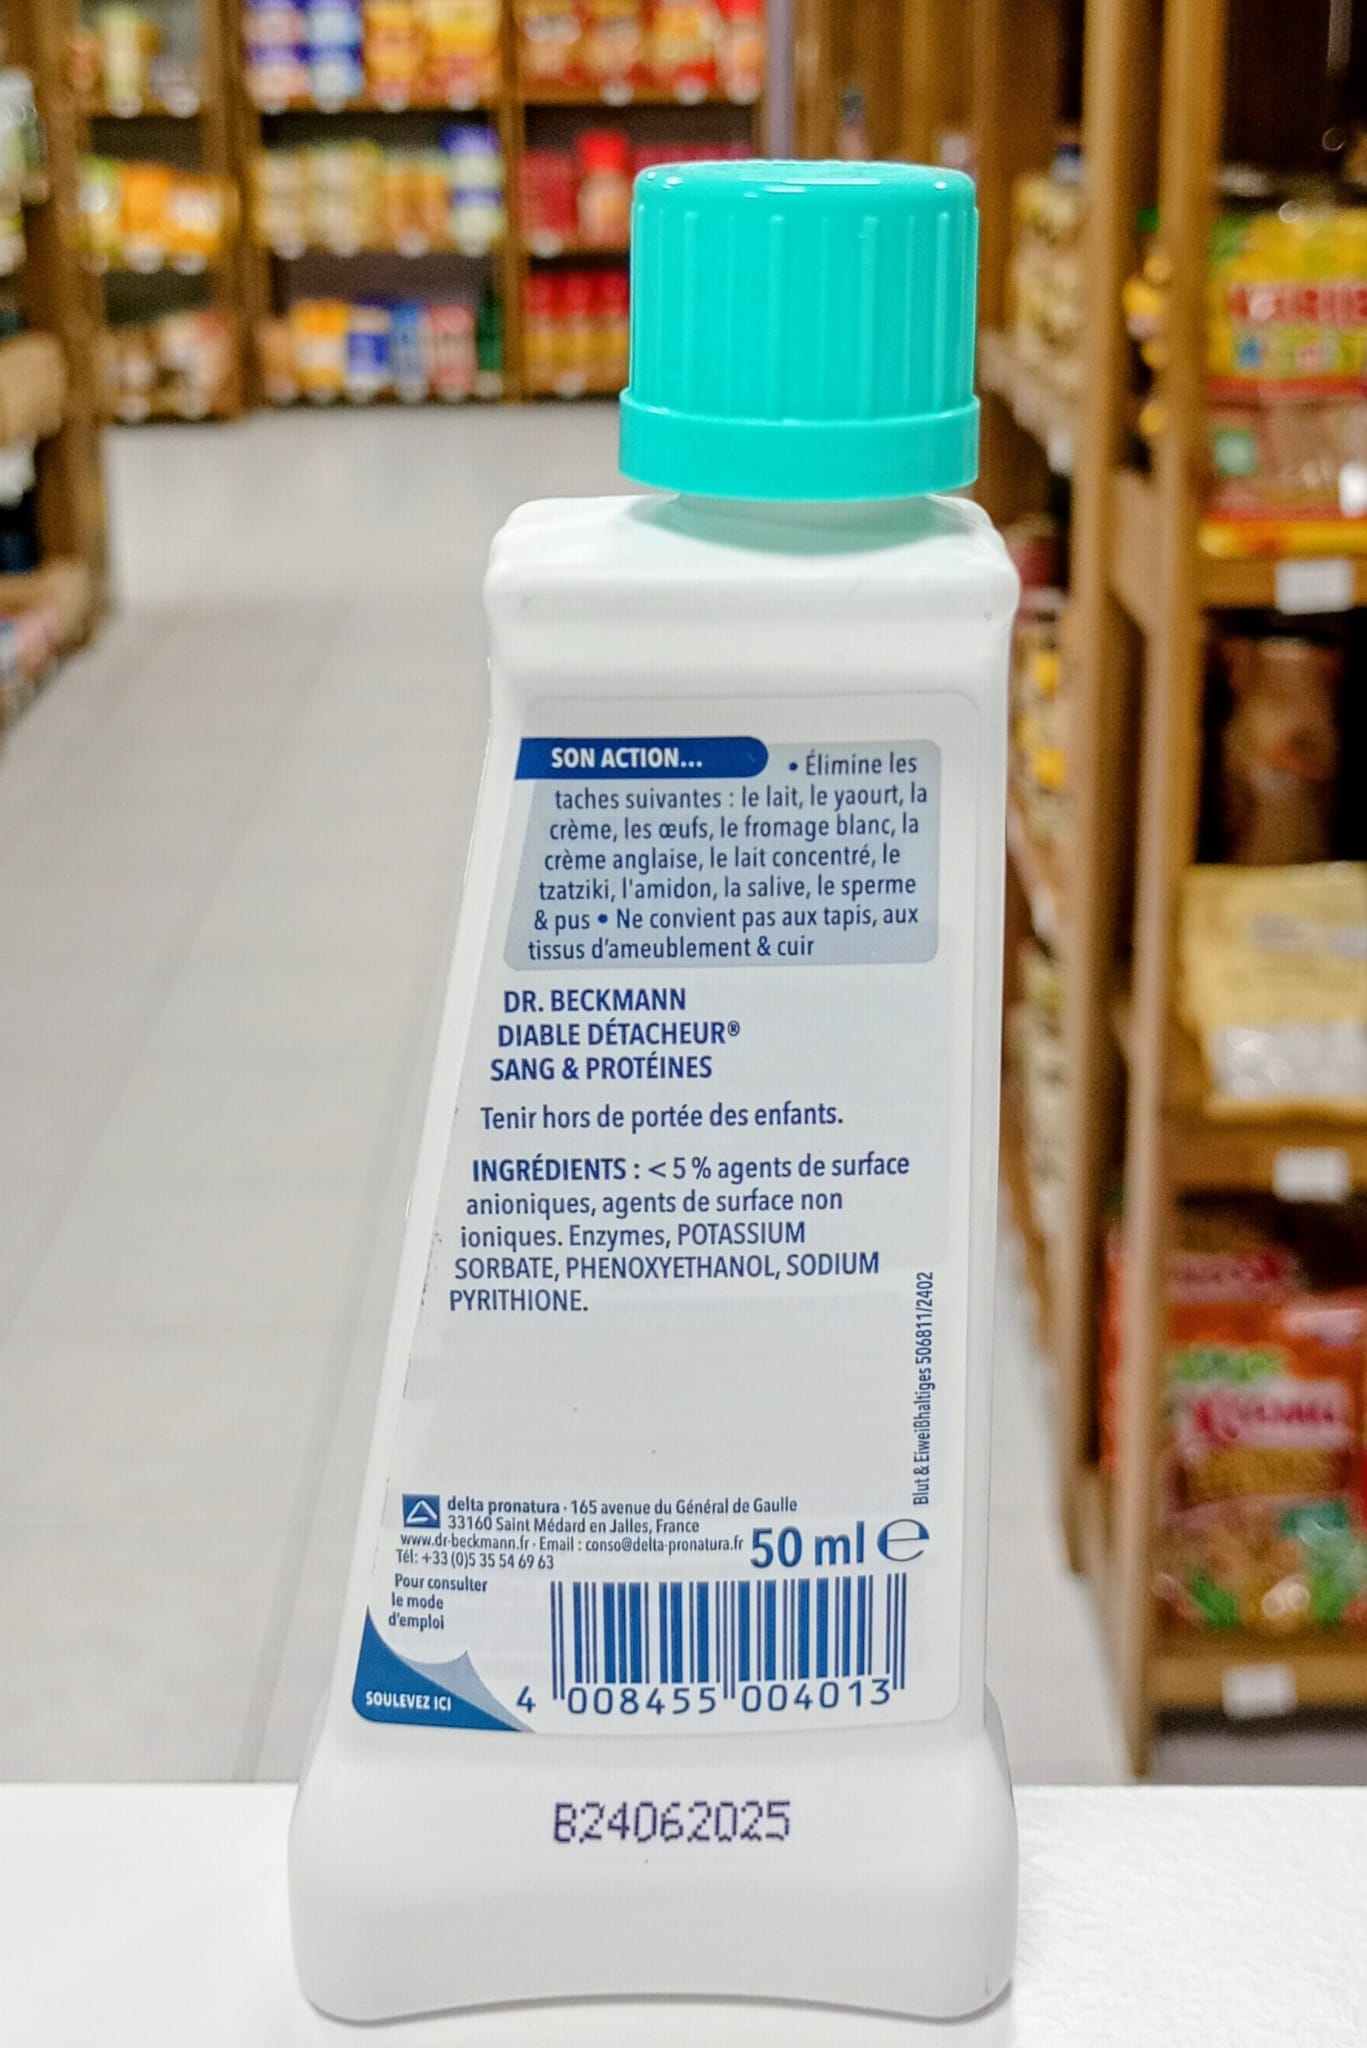 SON ACTION...
• Élimine les
taches suivantes : le lait, le yaourt, la
crème, les œufs, le fromage blanc, la
crème anglaise, le lait concentré, le
tzatziki, l'amidon, la salive, le sperme
& pus • Ne convient pas aux tapis, aux
tissus d'ameublement & cuir
DR. BECKMANN
DIABLE DÉTACHEUR®
SANG & PROTÉINES
Tenir hors de portée des enfants.
INGRÉDIENTS : < 5 % agents de surface
anioniques, agents de surface non
ioniques. Enzymes, POTASSIUM
SORBATE, PHENOXYETHANOL, SODIUM
PYRITHIONE.
Blut & Eiweißhaltiges 506811/2402
delta pronatura · 165 avenue du Général de Gaulle
33160 Saint Médard en Jalles, France
www.dr-beckmann.fr · Email : conso@delta-pronatura.fr
Tél: +33 (0)5 35 54 69 63
50 ml e
Pour consulter
le mode
d'emploi
SOULEVEZ ICI
4 008455 004013
B24062025